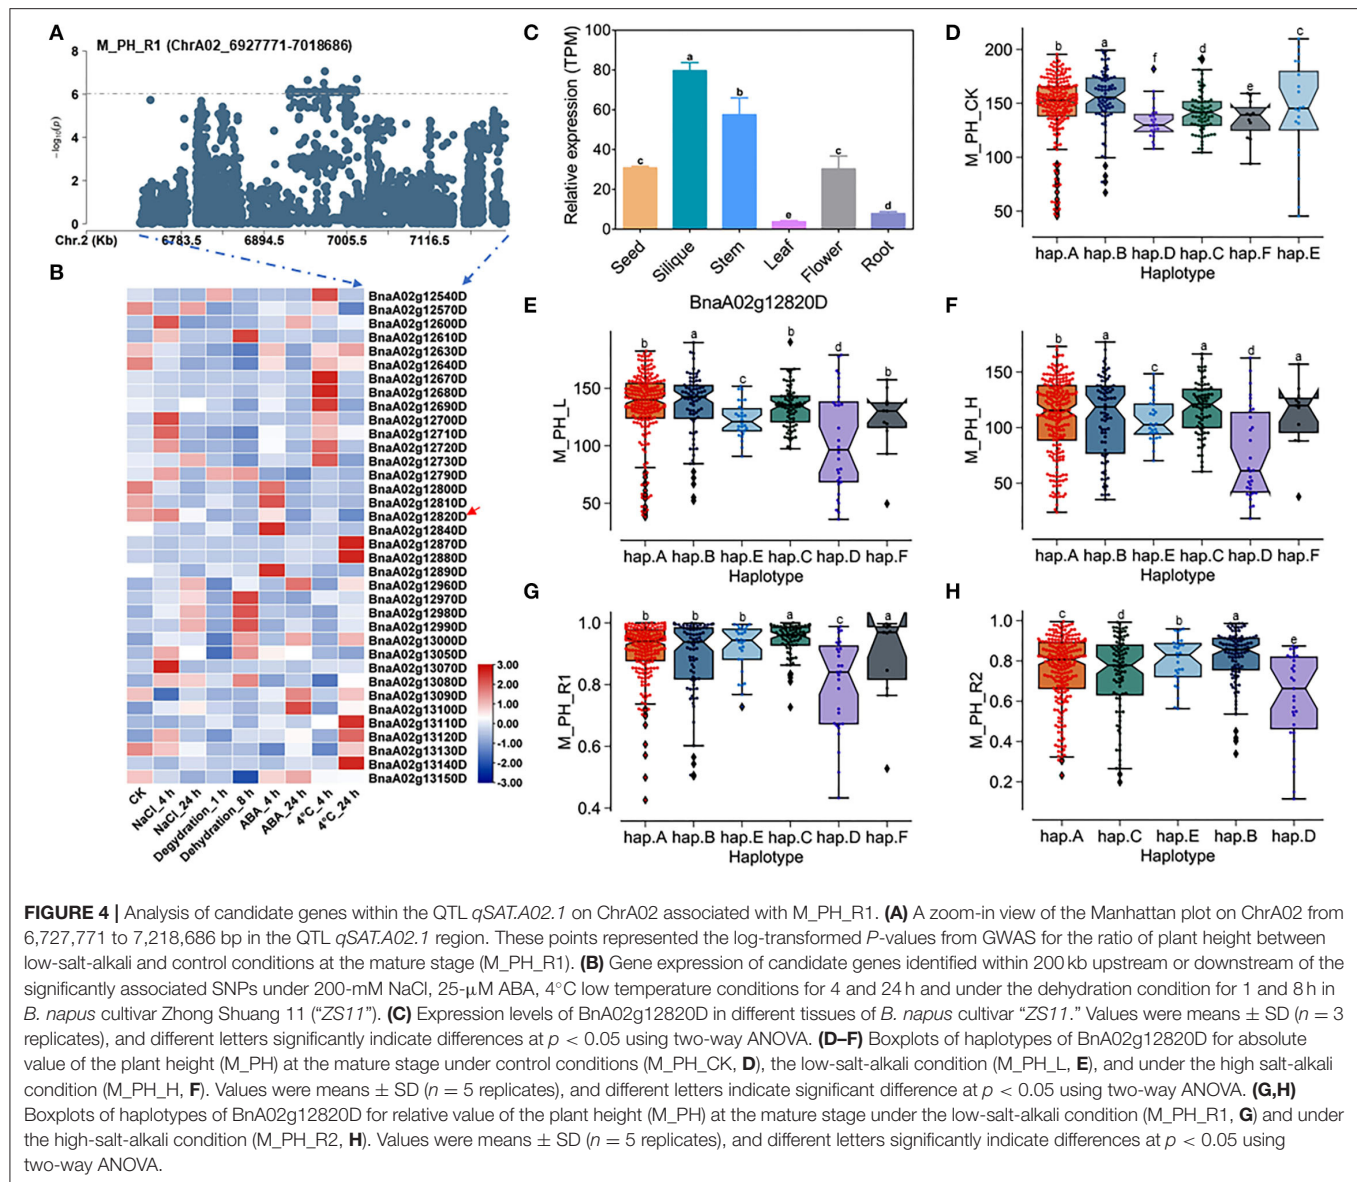 A
M_PH_R1 (ChrA02_6927771-7018686)
8
6
4
2
0
-log10(p)
Chr.2 (Kb)
6783.5
6894.5
7005.5
7116.5
B
BnaA02g12540D
BnaA02g12570D
BnaA02g12600D
BnaA02g12610D
BnaA02g12630D
BnaA02g12640D
BnaA02g12670D
BnaA02g12680D
BnaA02g12690D
BnaA02g12700D
BnaA02g12710D
BnaA02g12720D
BnaA02g12730D
BnaA02g12790D
BnaA02g12800D
BnaA02g12810D
BnaA02g12820D
BnaA02g12840D
BnaA02g12870D
BnaA02g12880D
BnaA02g12890D
BnaA02g12960D
BnaA02g12970D
BnaA02g12980D
BnaA02g12990D
BnaA02g13000D
BnaA02g13050D
BnaA02g13070D
BnaA02g13080D
BnaA02g13090D
BnaA02g13100D
BnaA02g13110D
BnaA02g13120D
BnaA02g13130D
BnaA02g13140D
BnaA02g13150D
CK
NaCl_4 h
NaCl_24 h
Degydration_1 h
Dehydration_8 h
ABA_4 h
ABA_24 h
4°C_4 h
4°C_24 h
3.00
2.00
1.00
0.00
-1.00
-2.00
-3.00
C
Relative expression (TPM)
100
80
60
40
20
0
c
a
b
e
c
d
Seed
Silique
Stem
Leaf
Flower
Root
BnaA02g12820D
D
M_PH_CK
200
150
100
50
b
a
f
d
e
c
hap.A
hap.B
hap.D
hap.C
hap.F
hap.E
Haplotype
E
M_PH_L
150
100
50
b
a
c
b
d
b
hap.A
hap.B
hap.E
hap.C
hap.D
hap.F
Haplotype
F
M_PH_H
150
100
50
b
a
c
a
d
a
hap.A
hap.B
hap.E
hap.C
hap.D
hap.F
Haplotype
G
M_PH_R1
1.0
0.8
0.6
0.4
b
b
b
a
c
a
hap.A
hap.B
hap.E
hap.C
hap.D
hap.F
Haplotype
H
M_PH_R2
1.0
0.8
0.6
0.4
0.2
c
d
b
a
e
hap.A
hap.C
hap.E
hap.B
hap.D
Haplotype
FIGURE 4 | Analysis of candidate genes within the QTL qSAT.A02.1 on ChrA02 associated with M_PH_R1. (A) A zoom-in view of the Manhattan plot on ChrA02 from
6,727,771 to 7,218,686 bp in the QTL qSAT.A02.1 region. These points represented the log-transformed P-values from GWAS for the ratio of plant height between
low-salt-alkali and control conditions at the mature stage (M_PH_R1). (B) Gene expression of candidate genes identified within 200 kb upstream or downstream of the
significantly associated SNPs under 200-mM NaCl, 25-μM ABA, 4°C low temperature conditions for 4 and 24 h and under the dehydration condition for 1 and 8 h in
B. napus cultivar Zhong Shuang 11 (“ZS11”). (C) Expression levels of BnA02g12820D in different tissues of B. napus cultivar “ZS11.” Values were means ± SD (n = 3
replicates), and different letters significantly indicate differences at p < 0.05 using two-way ANOVA. (D–F) Boxplots of haplotypes of BnA02g12820D for absolute
value of the plant height (M_PH) at the mature stage under control conditions (M_PH_CK, D), the low-salt-alkali condition (M_PH_L, E), and under the high salt-alkali
condition (M_PH_H, F). Values were means ± SD (n = 5 replicates), and different letters indicate significant difference at p < 0.05 using two-way ANOVA. (G,H)
Boxplots of haplotypes of BnA02g12820D for relative value of the plant height (M_PH) at the mature stage under the low-salt-alkali condition (M_PH_R1, G) and under
the high-salt-alkali condition (M_PH_R2, H). Values were means ± SD (n = 5 replicates), and different letters significantly indicate differences at p < 0.05 using
two-way ANOVA.